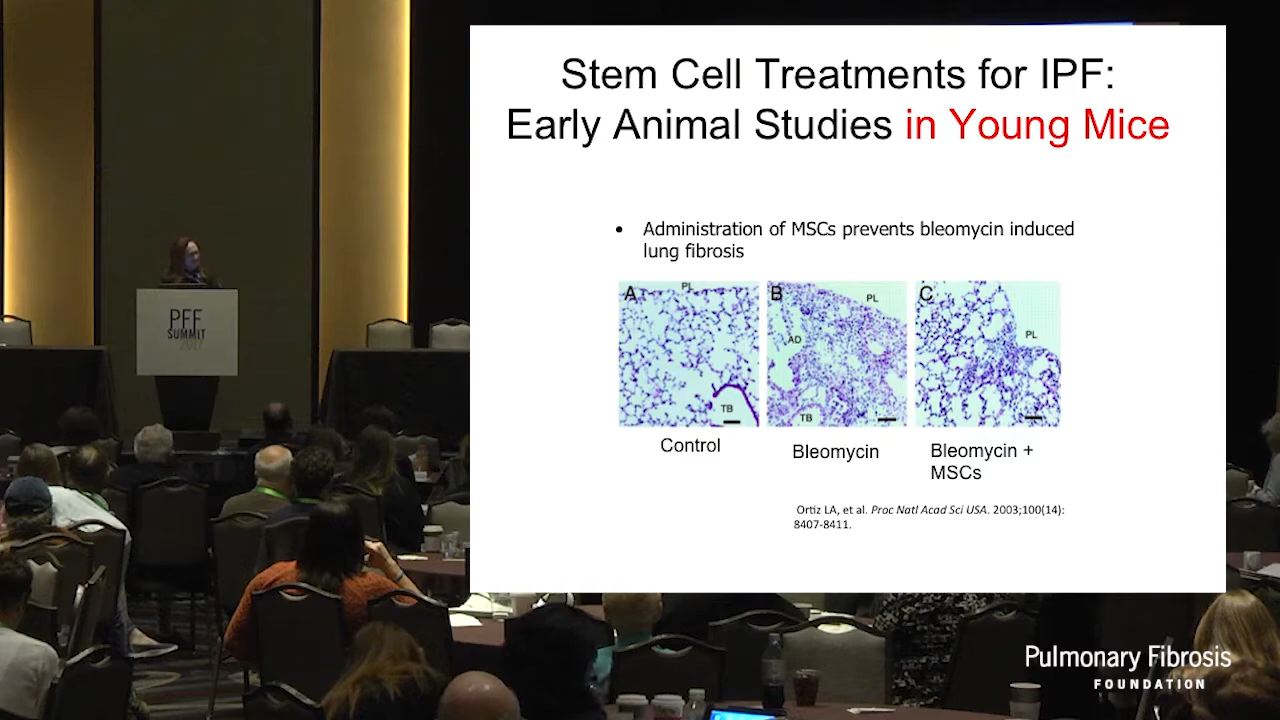 Stem Cell Treatments for IPF:
Early Animal Studies in Young Mice
• Administration of MSCs prevents bleomycin induced
lung fibrosis
A
PL
TB
B
PL
AD
TB
C
PL
Control
Bleomycin
Bleomycin +
MSCs
Ortiz LA, et al. Proc Natl Acad Sci USA. 2003;100(14):
8407-8411.
PFF
SUMMIT
2017
Pulmonary Fibrosis
FOUNDATION